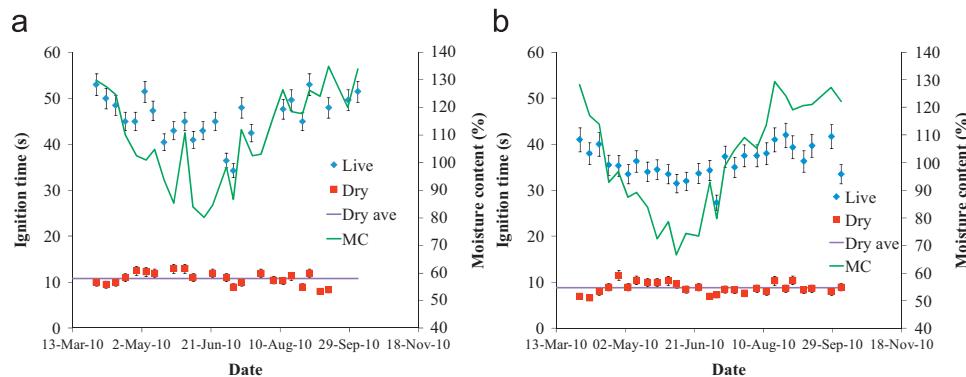 a
b
60
50
40
30
20
10
0
Ignition time (s)
140
130
120
110
100
90
80
70
60
50
40
Moisture content (%)
Live
Dry
Dry ave
MC
13-Mar-10 2-May-10 21-Jun-10 10-Aug-10 29-Sep-10 18-Nov-10
Date
60
50
40
30
20
10
0
Ignition time (s)
140
130
120
110
100
90
80
70
60
50
40
Moisture content (%)
Live
Dry
Dry ave
MC
13-Mar-10 02-May-10 21-Jun-10 10-Aug-10 29-Sep-10 18-Nov-10
Date